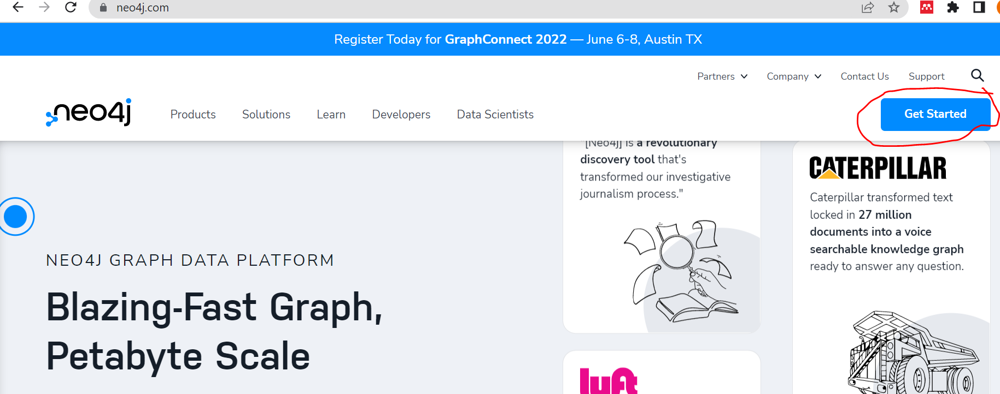 neo4j.com
Register Today for GraphConnect 2022 — June 6-8, Austin TX
Partners Company Contact Us Support
neo4j Products Solutions Learn Developers Data Scientists Get Started
"[Neo4j] is a revolutionary
discovery tool that's
transformed our investigative
journalism process."
CATERPILLAR
Caterpillar transformed text
locked in 27 million
documents into a voice
searchable knowledge graph
ready to answer any question.
NEO4J GRAPH DATA PLATFORM
Blazing-Fast Graph,
Petabyte Scale
lyft